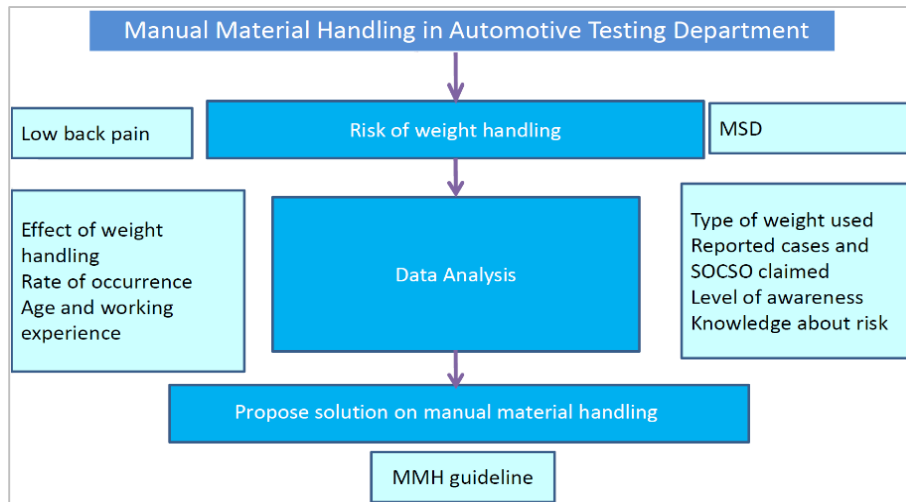 Manual Material Handling in Automotive Testing Department
Low back pain
Risk of weight handling
MSD
Effect of weight
handling
Rate of occurrence
Age and working
experience
Data Analysis
Type of weight used
Reported cases and
SOCSO claimed
Level of awareness
Knowledge about risk
Propose solution on manual material handling
MMH guideline